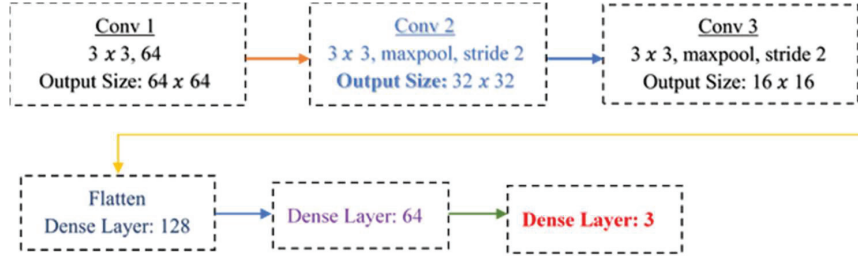 Conv 1
3 x 3, 64
Output Size: 64 x 64
Conv 2
3 x 3, maxpool, stride 2
Output Size: 32 x 32
Conv 3
3 x 3, maxpool, stride 2
Output Size: 16 x 16
Flatten
Dense Layer: 128
Dense Layer: 64
Dense Layer: 3